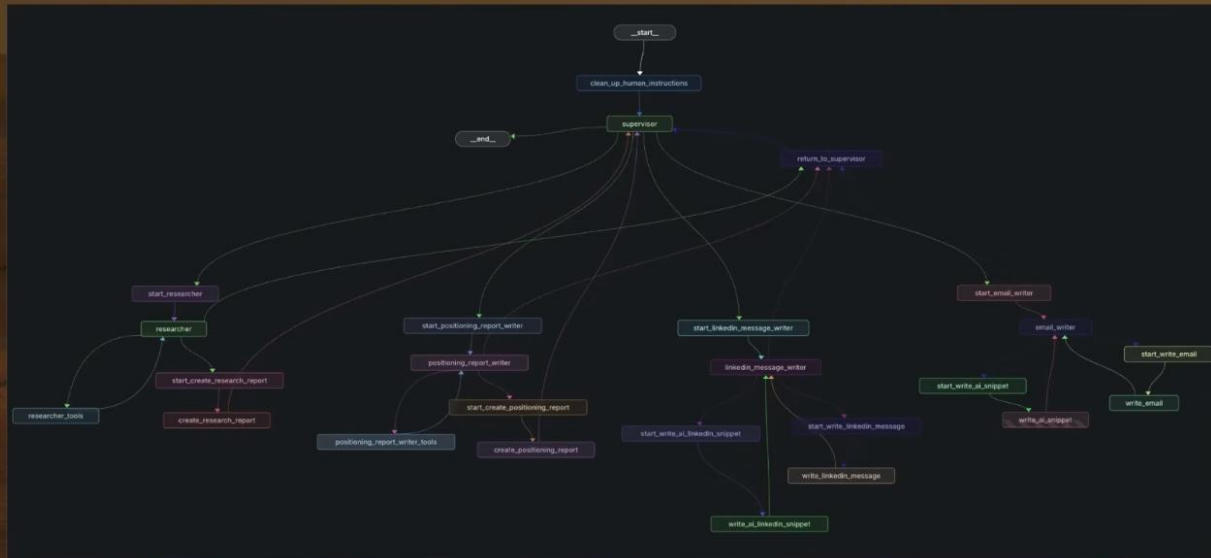 __start__
clean_up_human_instructions
supervisor
__end__
return_to_supervisor
start_researcher
start_email_writer
researcher
start_positioning_report_writer
start_linkedin_message_writer
email_writer
start_write_email
positioning_report_writer
linkedin_message_writer
start_create_research_report
start_write_ai_snippet
write_email
researcher_tools
create_research_report
start_create_positioning_report
write_ai_snippet
start_write_ai_linkedin_snippet
start_write_linkedin_message
positioning_report_writer_tools
create_positioning_report
write_linkedin_message
write_ai_linkedin_snippet